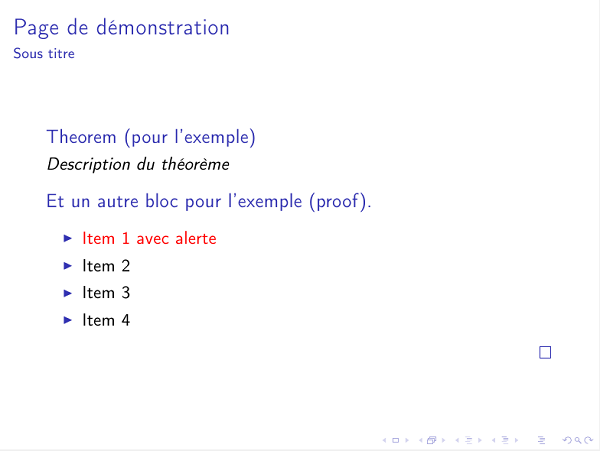 Page de démonstration
Sous titre
Theorem (pour l'exemple)
Description du théorème
Et un autre bloc pour l'exemple (proof).
Item 1 avec alerte
Item 2
Item 3
Item 4